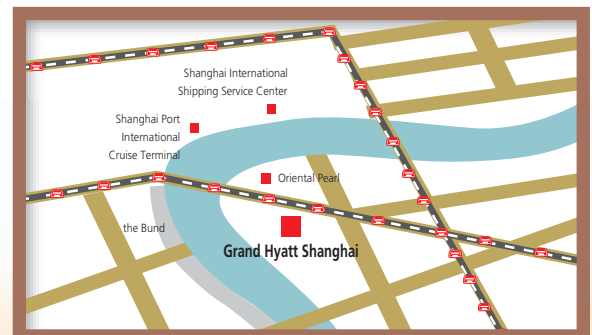 Shanghai International
Shipping Service Center
Shanghai Port
International
Cruise Terminal
Oriental Pearl
the Bund
Grand Hyatt Shanghai